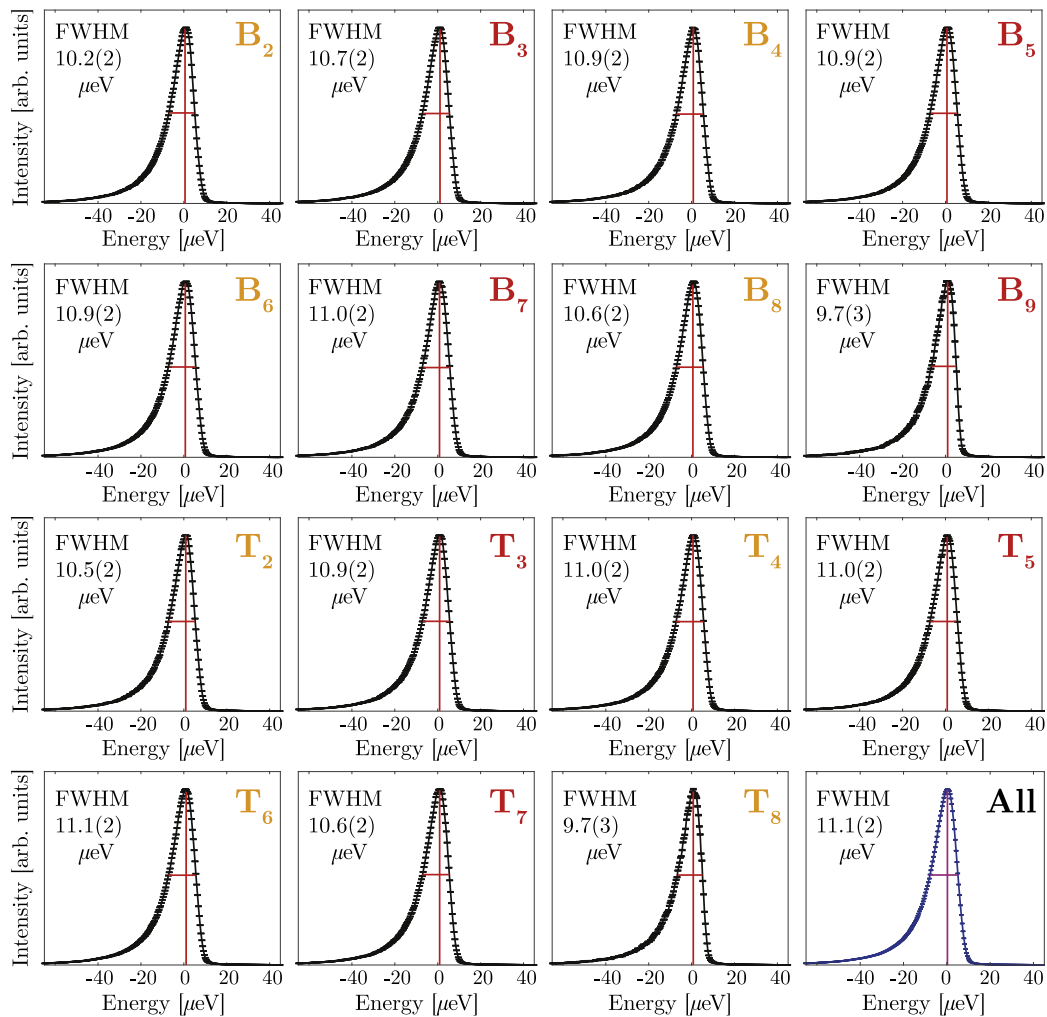 FWHM
10.2(2)
μeV
B2
FWHM
10.7(2)
μeV
B3
FWHM
10.9(2)
μeV
B4
FWHM
10.9(2)
μeV
B5
Intensity [arb. units]
-40 -20 0 20 40
-40 -20 0 20 40
-40 -20 0 20 40
-40 -20 0 20 40
Energy [μeV]
Energy [μeV]
Energy [μeV]
Energy [μeV]
FWHM
10.9(2)
μeV
B6
FWHM
11.0(2)
μeV
B7
FWHM
10.6(2)
μeV
B8
FWHM
9.7(3)
μeV
B9
Intensity [arb. units]
-40 -20 0 20 40
-40 -20 0 20 40
-40 -20 0 20 40
-40 -20 0 20 40
Energy [μeV]
Energy [μeV]
Energy [μeV]
Energy [μeV]
FWHM
10.5(2)
μeV
T2
FWHM
10.9(2)
μeV
T3
FWHM
11.0(2)
μeV
T4
FWHM
11.0(2)
μeV
T5
Intensity [arb. units]
-40 -20 0 20 40
-40 -20 0 20 40
-40 -20 0 20 40
-40 -20 0 20 40
Energy [μeV]
Energy [μeV]
Energy [μeV]
Energy [μeV]
FWHM
11.1(2)
μeV
T6
FWHM
10.6(2)
μeV
T7
FWHM
9.7(3)
μeV
T8
FWHM
11.1(2)
μeV
All
Intensity [arb. units]
-40 -20 0 20 40
-40 -20 0 20 40
-40 -20 0 20 40
-40 -20 0 20 40
Energy [μeV]
Energy [μeV]
Energy [μeV]
Energy [μeV]